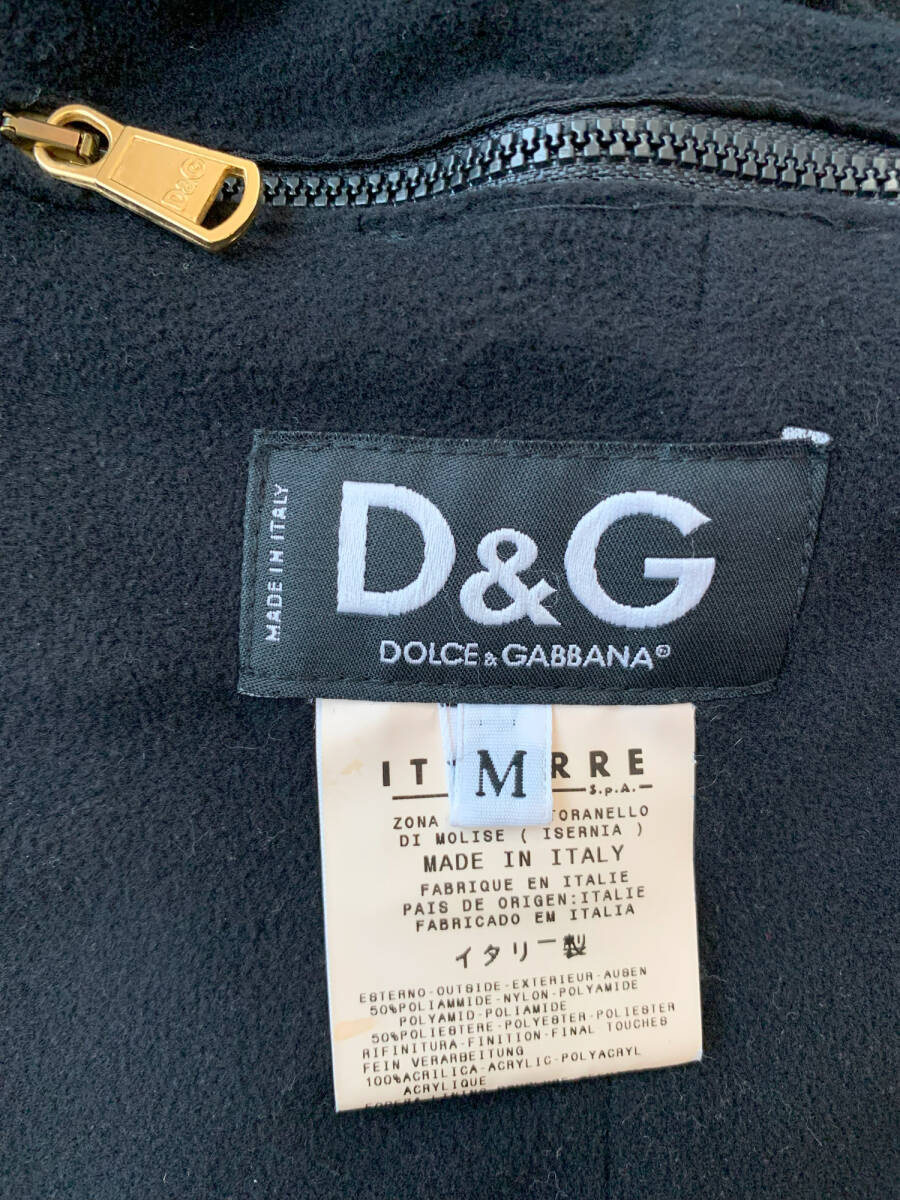 D&G
MADE IN ITALY
D&G
DOLCE & GABBANA®
M
S.p.A.
ZONA
DI MOLISE ( ISERNIA )
MADE IN ITALY
FABRIQUE EN ITALIE
PAIS DE ORIGEN:ITALIE
FABRICADO EM ITALIA
イタリー製
ESTERNO-OUTSIDE-EXTERIEUR-AUSEN
50%POLIAMMIDE-NYLON-POLYAMIDE
POLYAMID-POLIAMIDE
50%POLIESTERE-POLYESTER-POLIESTER
RIFINITURA-FINITION-FINAL TOUCHES
FEIN VERARBEITUNG
100%ACRILICA-ACRYLIC-POLYACRYL
ACRYLIQUE